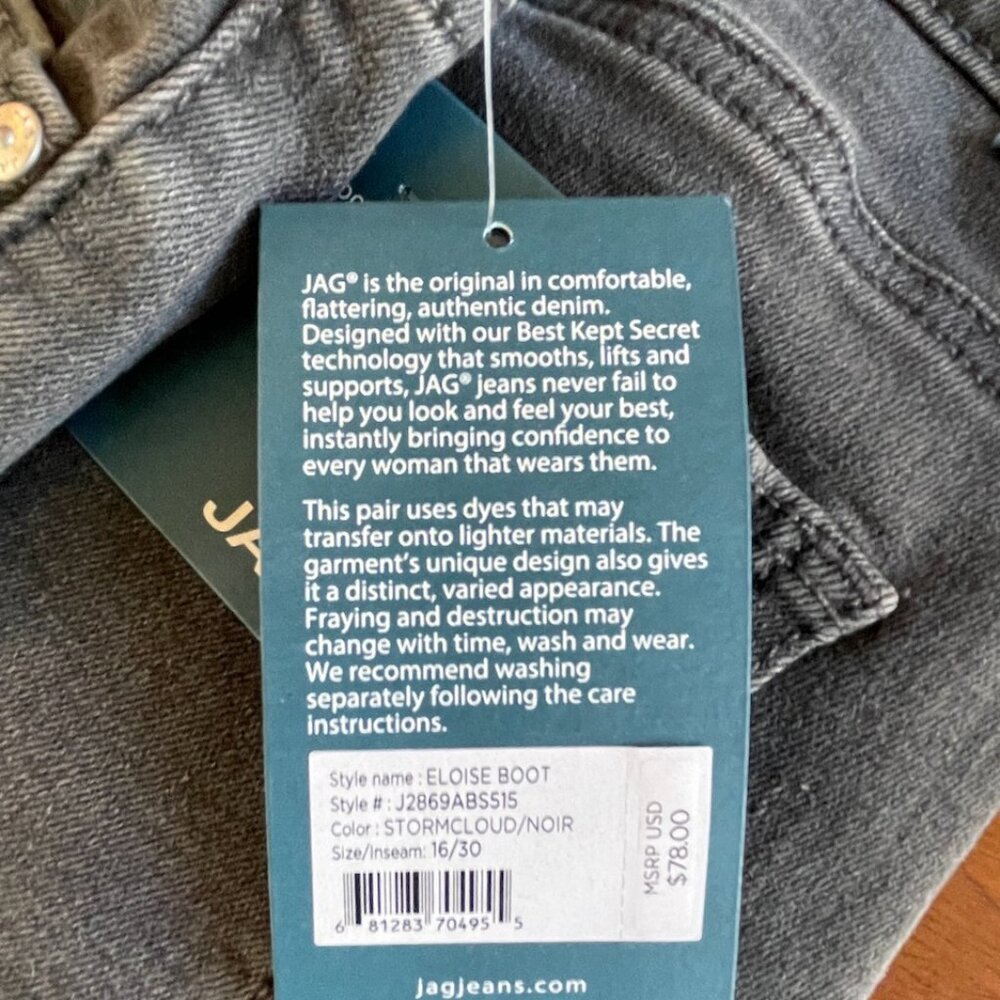 JAG® is the original in comfortable,
flattering, authentic denim.
Designed with our Best Kept Secret
technology that smooths, lifts and
supports, JAG® jeans never fail to
help you look and feel your best,
instantly bringing confidence to
every woman that wears them.
This pair uses dyes that may
transfer onto lighter materials. The
garment's unique design also gives
it a distinct, varied appearance.
Fraying and destruction may
change with time, wash and wear.
We recommend washing
separately following the care
instructions.
Style name : ELOISE BOOT
Style # : J2869ABS515
Color : STORMCLOUD/NOIR
Size/Inseam: 16/30
6 81283 70495 5
MSRP USD
$78.00
jagjeans.com
JA